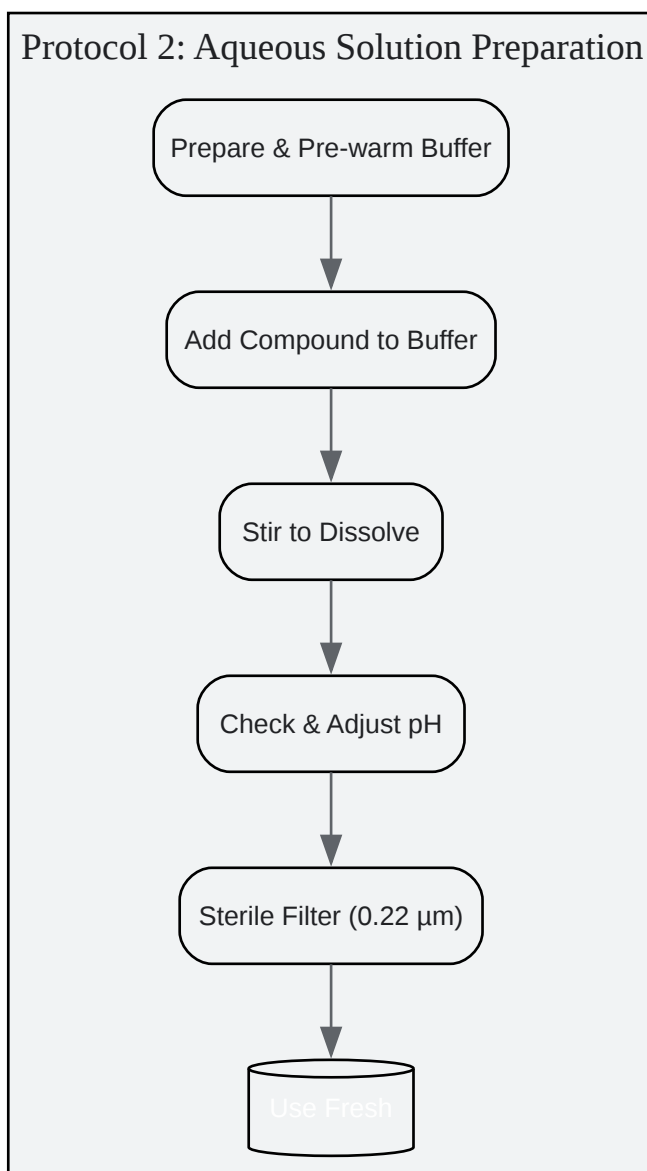 Protocol 2: Aqueous Solution Preparation
Prepare & Pre-warm Buffer
Add Compound to Buffer
Stir to Dissolve
Check & Adjust pH
Sterile Filter (0.22 µm)
Use Fresh